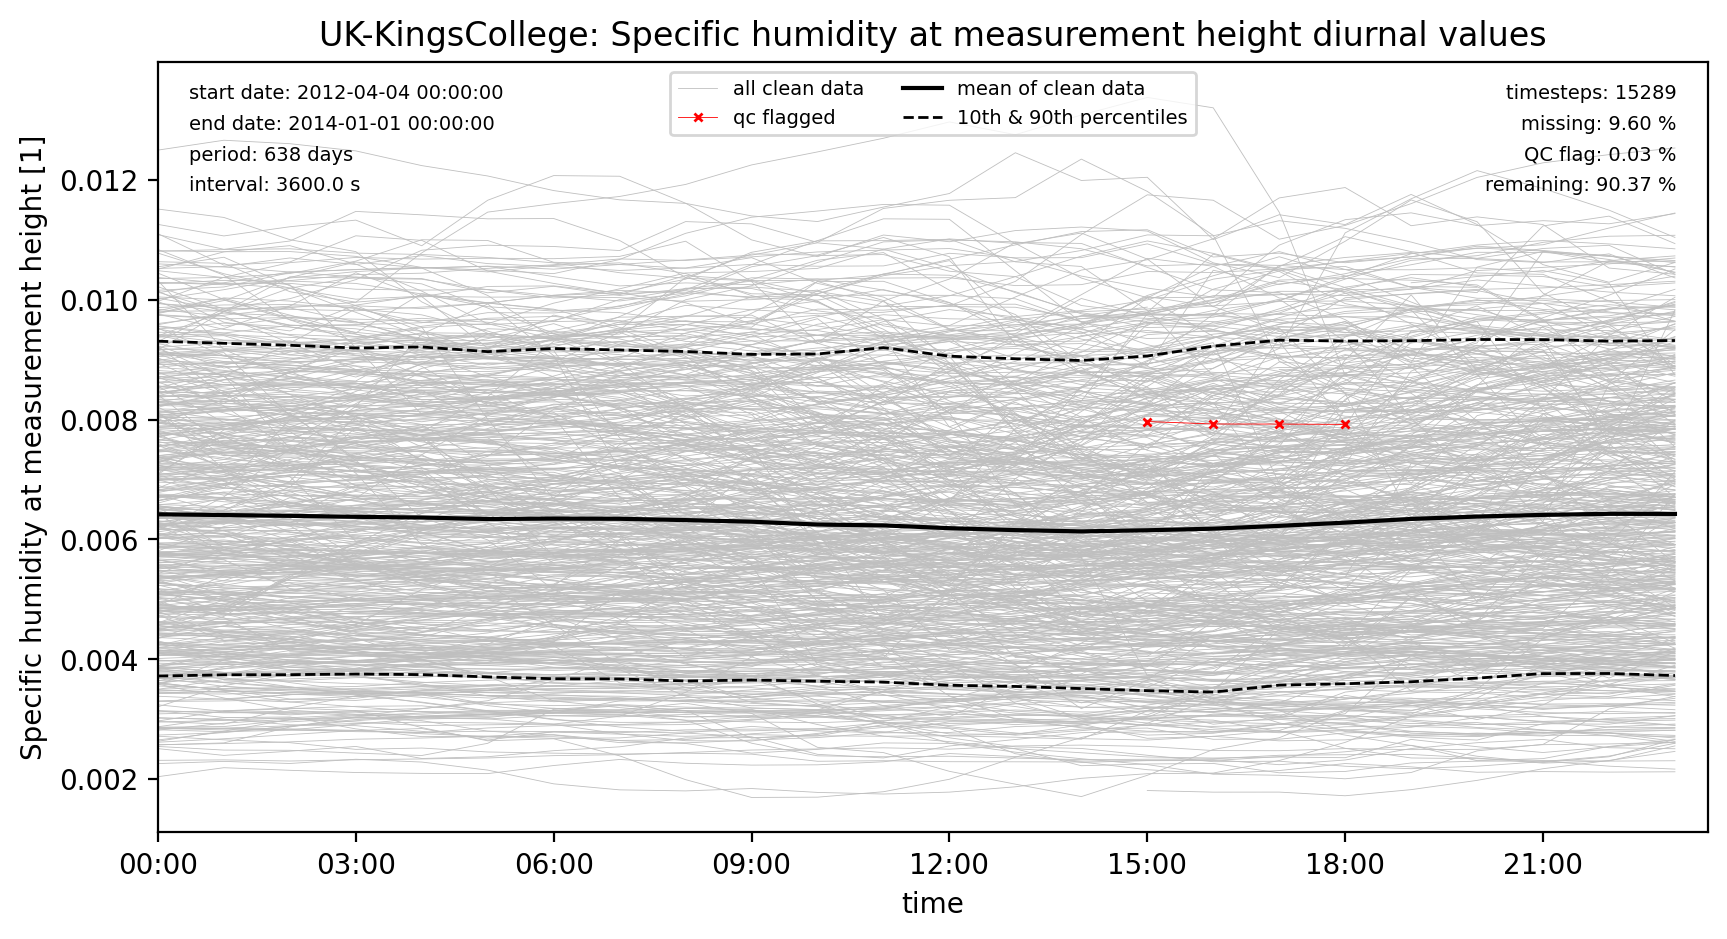 UK-KingsCollege: Specific humidity at measurement height diurnal values
start date: 2012-04-04 00:00:00
end date: 2014-01-01 00:00:00
period: 638 days
interval: 3600.0 s
all clean data
qc flagged
mean of clean data
10th & 90th percentiles
timesteps: 15289
missing: 9.60 %
QC flag: 0.03 %
remaining: 90.37 %
Specific humidity at measurement height [1]
0.012
0.010
0.008
0.006
0.004
0.002
00:00 03:00 06:00 09:00 12:00 15:00 18:00 21:00
time